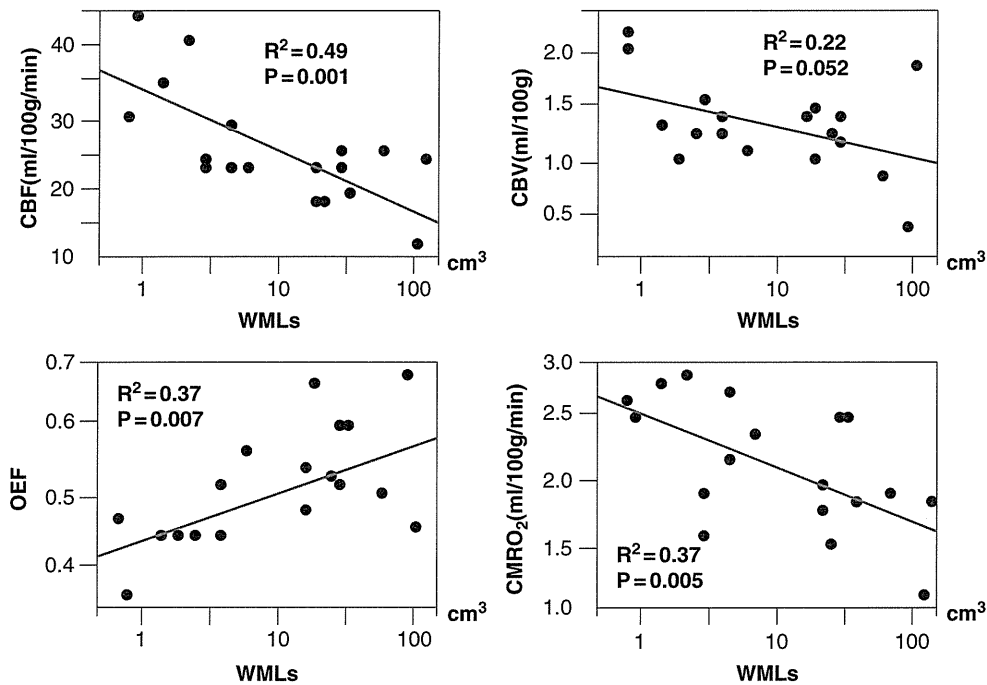 CBF(ml/100g/min)
40
30
20
10
R²=0.49
P=0.001
1
10
100
cm³
WMLs
CBV(ml/100g)
2.0
1.5
1.0
0.5
R²=0.22
P=0.052
1
10
100
cm³
WMLs
OEF
0.7
0.6
0.5
0.4
R²=0.37
P=0.007
1
10
100
cm³
WMLs
CMRO₂(ml/100g/min)
3.0
2.5
2.0
1.5
1.0
R²=0.37
P=0.005
1
10
100
cm³
WMLs